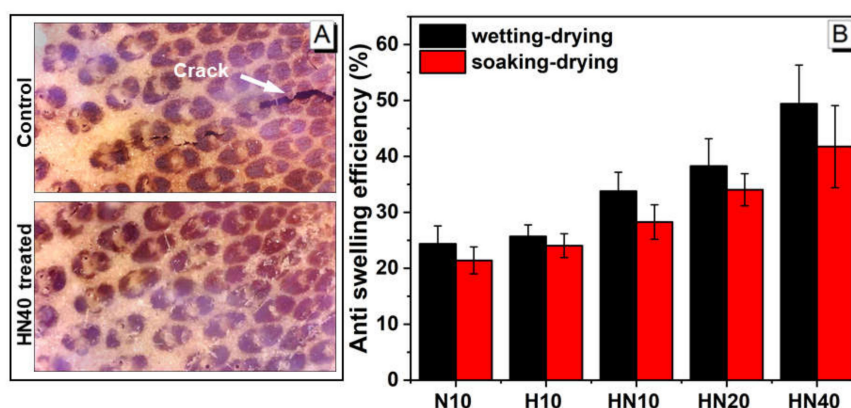 A
Crack
Control
HN40 treated
B
wetting-drying
soaking-drying
Anti swelling efficiency (%)
60
50
40
30
20
10
0
N10 H10 HN10 HN20 HN40